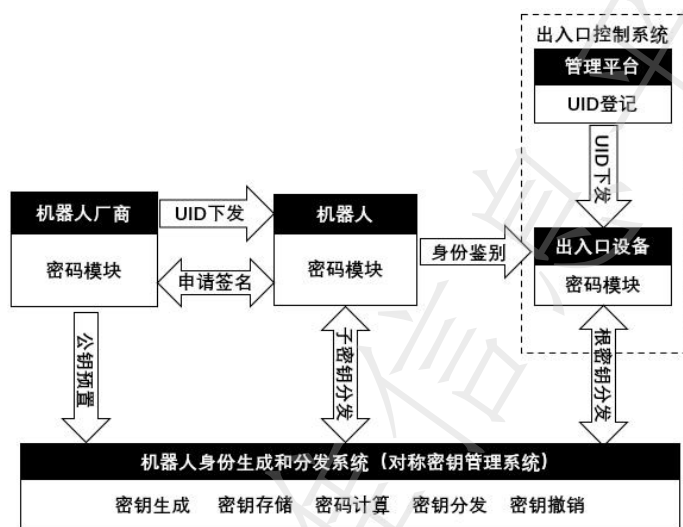 出入口控制系统
管理平台
UID登记
UID下发
机器人厂商
密码模块
UID下发
申请签名
机器人
密码模块
身份鉴别
出入口设备
密码模块
公钥预置
子密钥分发
根密钥分发
机器人身份生成和分发系统（对称密钥管理系统）
密钥生成 密钥存储 密码计算 密钥分发 密钥撤销